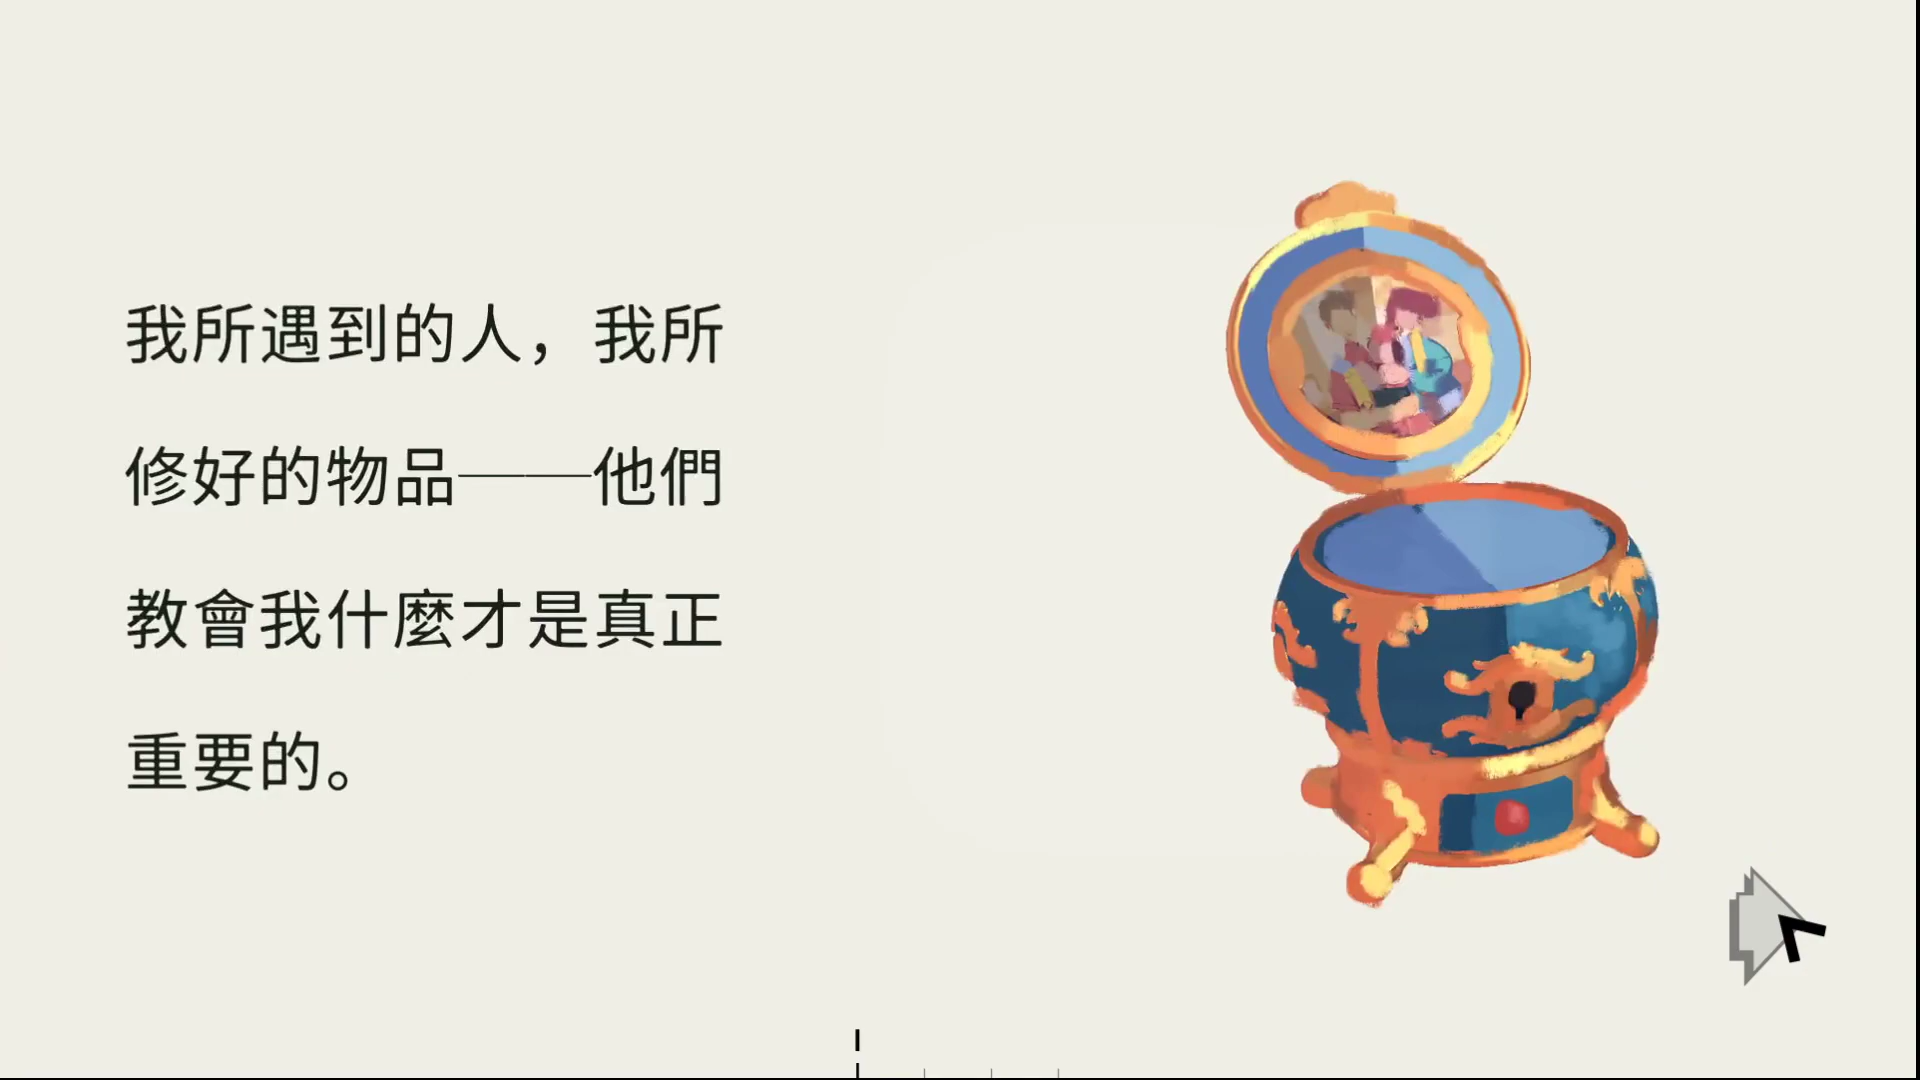 我所遇到的人，我所
修好的物品——他們
教會我什麼才是真正
重要的。